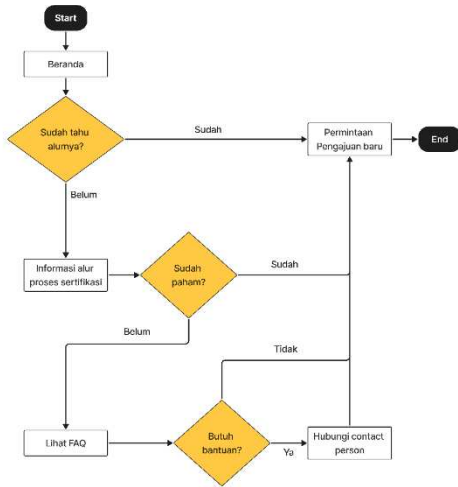 Start
Beranda
Sudah tahu
alurnya?
Sudah
Permintaan
Pengajuan baru
End
Belum
Informasi alur
proses sertifikasi
Sudah
paham?
Sudah
Belum
Tidak
Lihat FAQ
Butuh
bantuan?
Ya
Hubungi contact
person